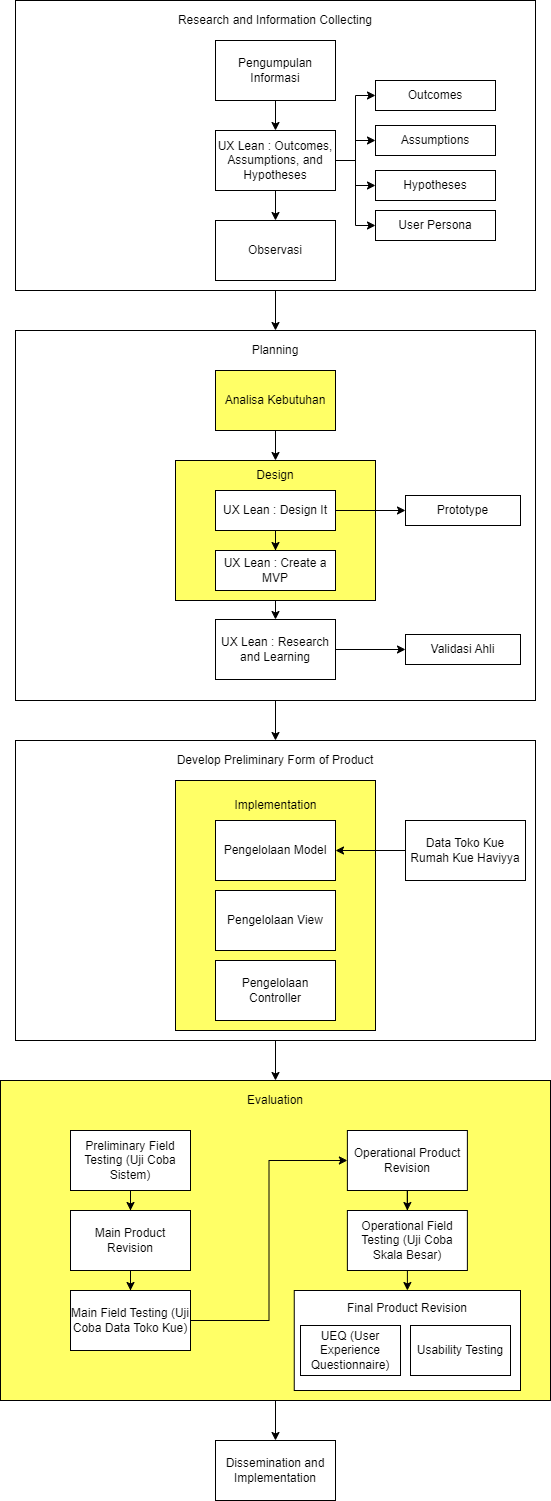 Research and Information Collecting
Pengumpulan
Informasi
UX Lean : Outcomes,
Assumptions, and
Hypotheses
Outcomes
Assumptions
Hypotheses
User Persona
Observasi
Planning
Analisa Kebutuhan
Design
UX Lean : Design It
Prototype
UX Lean : Create a
MVP
UX Lean : Research
and Learning
Validasi Ahli
Develop Preliminary Form of Product
Implementation
Pengelolaan Model
Data Toko Kue
Rumah Kue Haviyya
Pengelolaan View
Pengelolaan
Controller
Evaluation
Preliminary Field
Testing (Uji Coba
Sistem)
Main Product
Revision
Main Field Testing (Uji
Coba Data Toko Kue)
Operational Product
Revision
Operational Field
Testing (Uji Coba
Skala Besar)
Final Product Revision
UEQ (User
Experience
Questionnaire)
Usability Testing
Dissemination and
Implementation